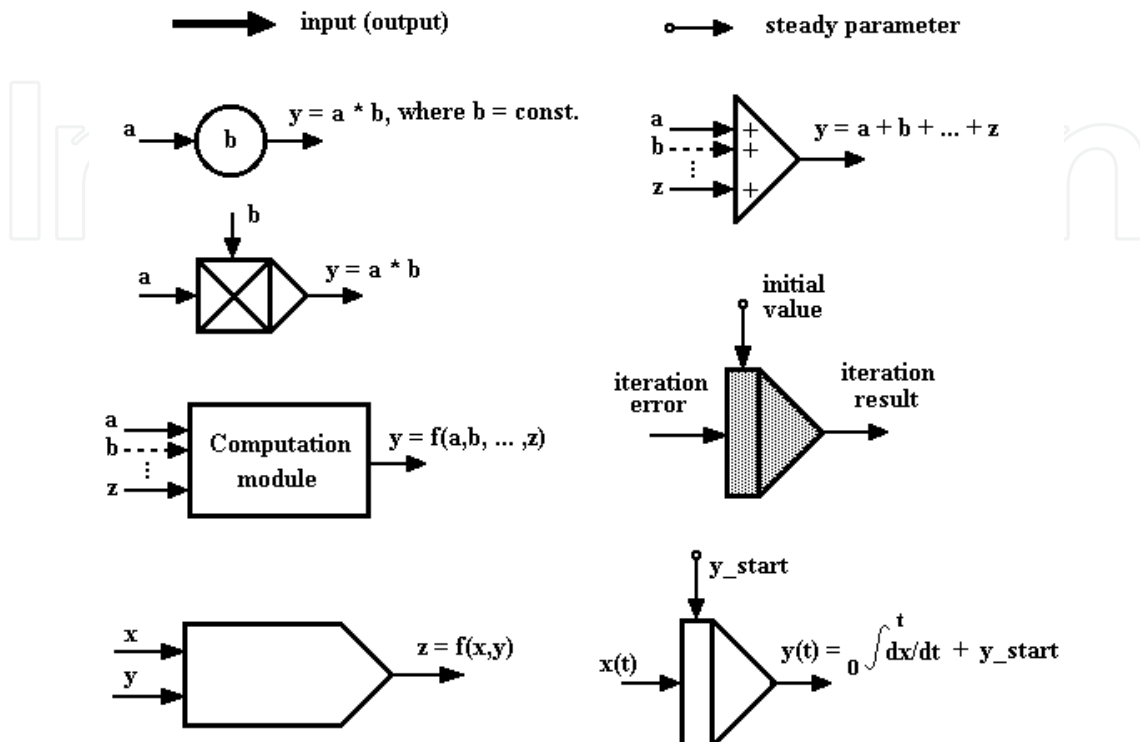 input (output)
steady parameter
a
b
y = a * b, where b = const.
a
b
z
+
+
+
y = a + b + ... + z
b
a
y = a * b
initial
value
iteration
error
iteration
result
a
b
z
Computation
module
y = f(a,b, ... ,z)
y_start
x
y
z = f(x,y)
x(t)
y(t) = 0∫t dx/dt + y_start